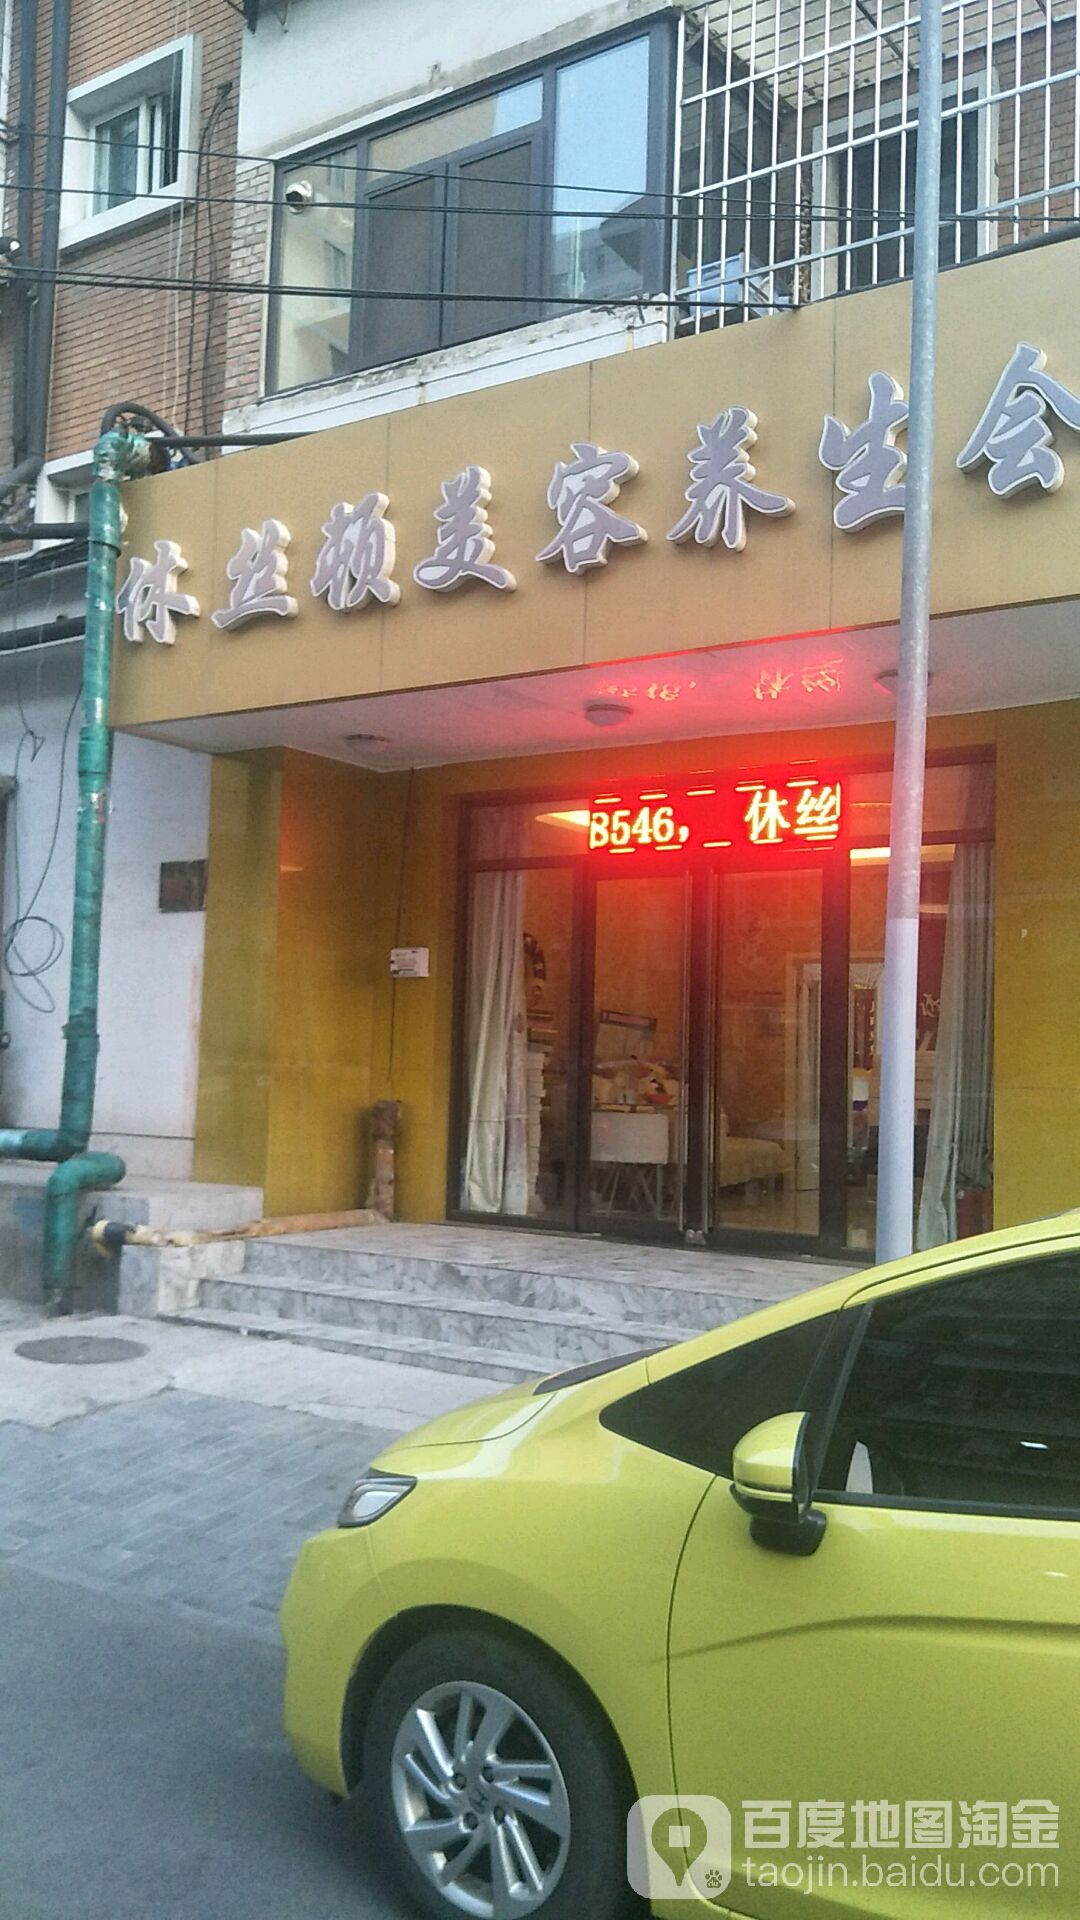 休丝顿美容养生会
B546， 休丝
百度地图淘金
taojin.baidu.com